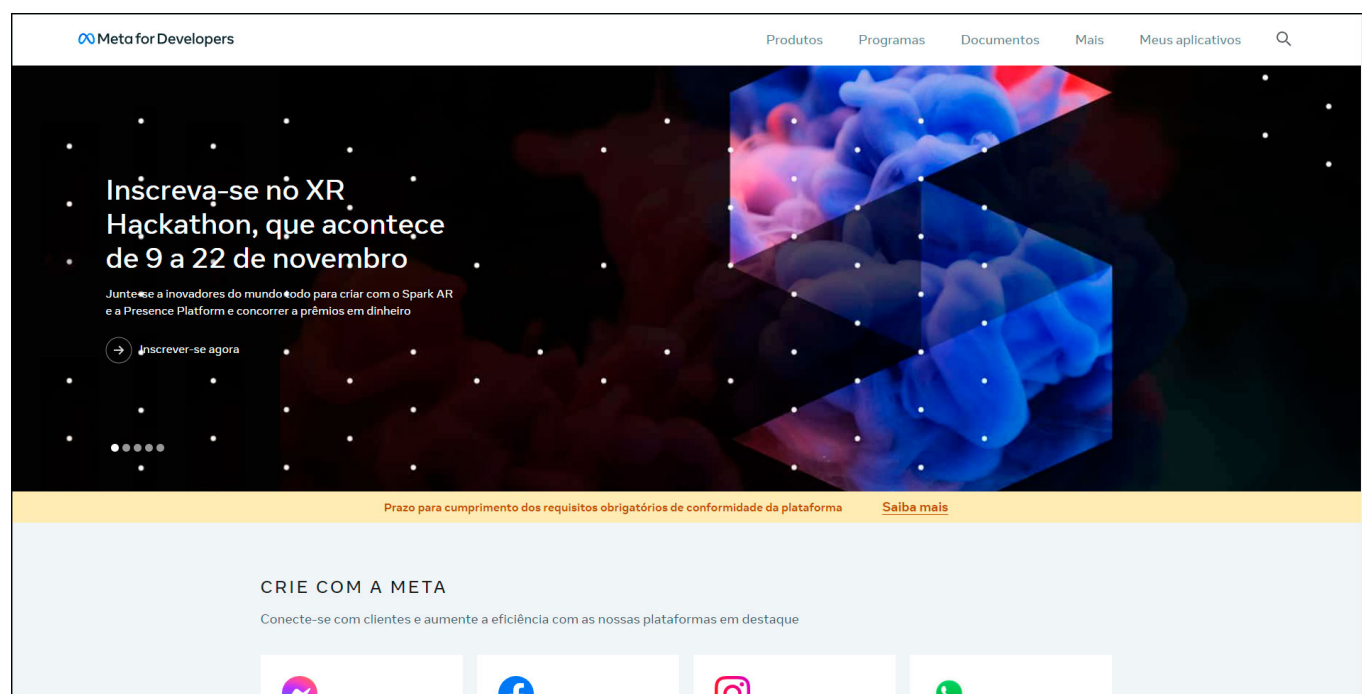 Meta for Developers
Produtos Programas Documentos Mais Meus aplicativos
Inscreva-se no XR
Hackathon, que acontece
de 9 a 22 de novembro
Junte-se a inovadores do mundo todo para criar com o Spark AR
e a Presence Platform e concorrer a prêmios em dinheiro
Inscrever-se agora
Prazo para cumprimento dos requisitos obrigatórios de conformidade da plataforma Saiba mais
CRIE COM A META
Conecte-se com clientes e aumente a eficiência com as nossas plataformas em destaque